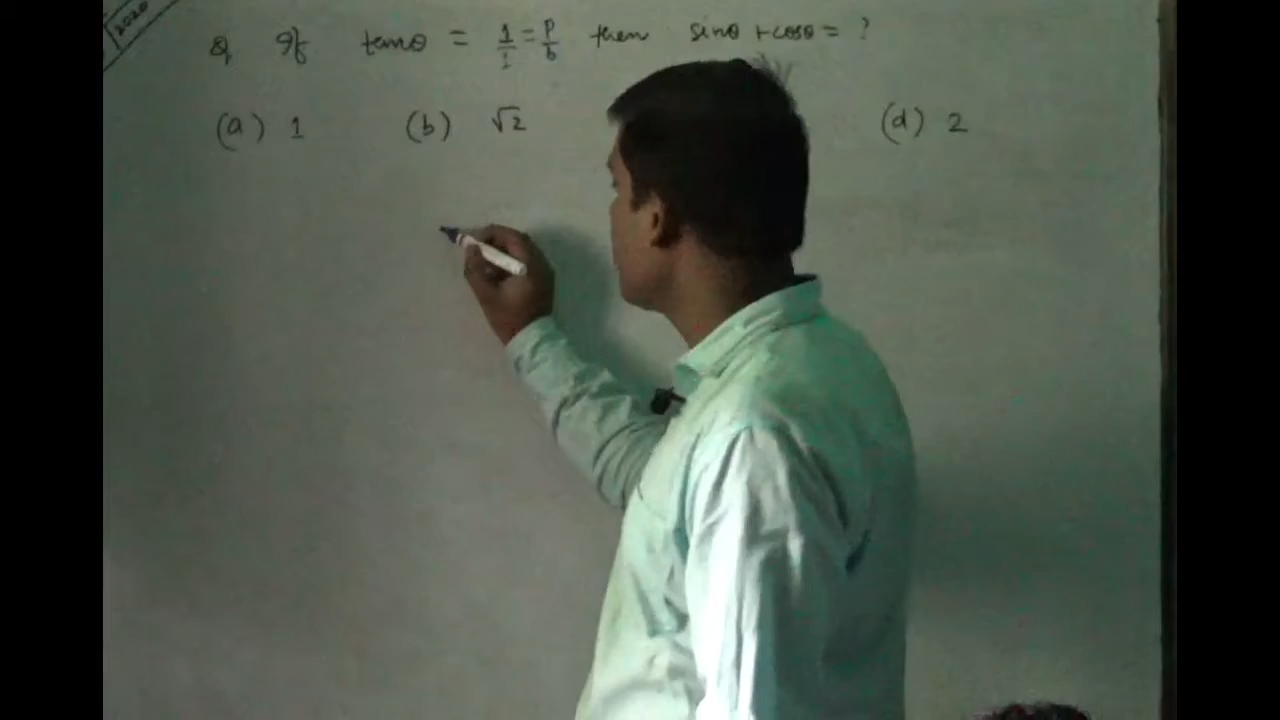 2020
Q If tanθ = 1/1 = P/b then sinθ + cosθ = ?
(a) 1 (b) √2 (d) 2